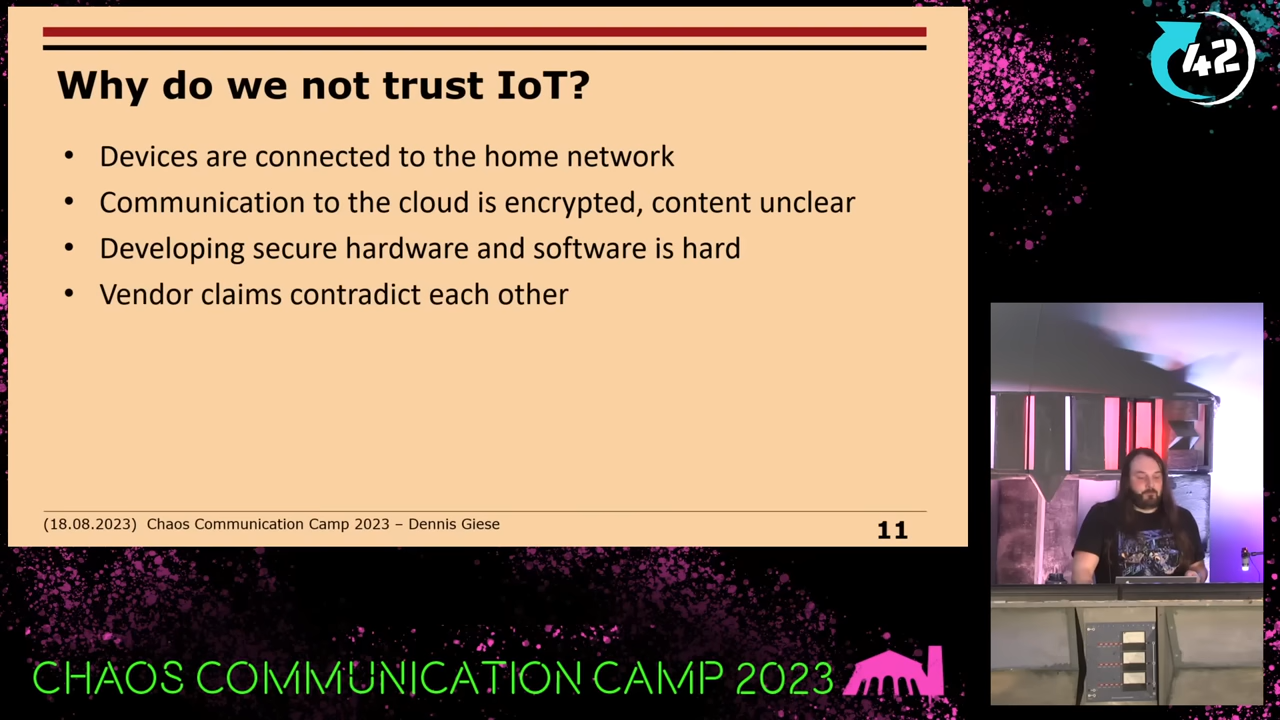 Why do we not trust IoT?
• Devices are connected to the home network
• Communication to the cloud is encrypted, content unclear
• Developing secure hardware and software is hard
• Vendor claims contradict each other
(18.08.2023) Chaos Communication Camp 2023 – Dennis Giese
11
42
CHAOS COMMUNICATION CAMP 2023